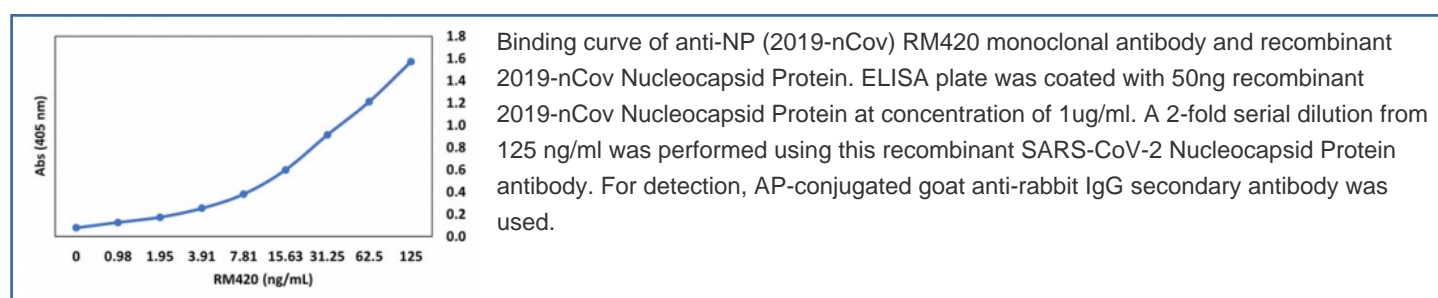 Abs (405 nm)
1.8
1.6
1.4
1.2
1.0
0.8
0.6
0.4
0.2
0.0
0 0.98 1.95 3.91 7.81 15.63 31.25 62.5 125
RM420 (ng/mL)
Binding curve of anti-NP (2019-nCov) RM420 monoclonal antibody and recombinant
2019-nCov Nucleocapsid Protein. ELISA plate was coated with 50ng recombinant
2019-nCov Nucleocapsid Protein at concentration of 1ug/ml. A 2-fold serial dilution from
125 ng/ml was performed using this recombinant SARS-CoV-2 Nucleocapsid Protein
antibody. For detection, AP-conjugated goat anti-rabbit IgG secondary antibody was
used.